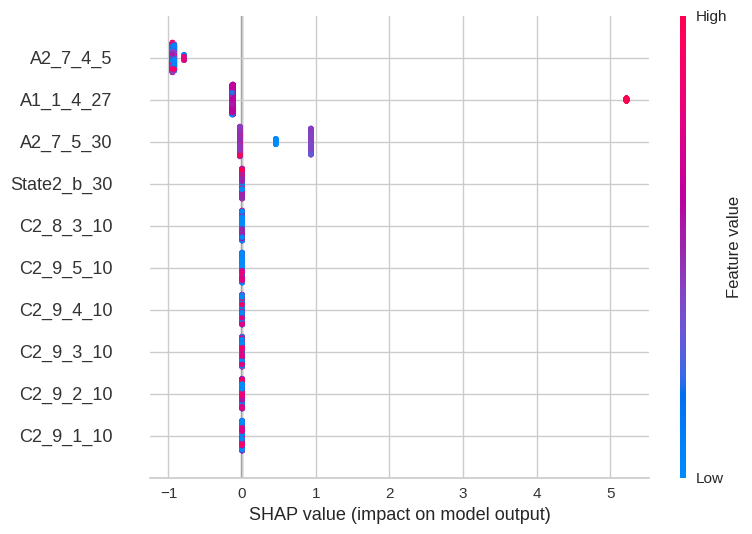 High
A2_7_4_5
A1_1_4_27
A2_7_5_30
State2_b_30
C2_8_3_10
C2_9_5_10
C2_9_4_10
C2_9_3_10
C2_9_2_10
C2_9_1_10
Feature value
Low
−1 0 1 2 3 4 5
SHAP value (impact on model output)